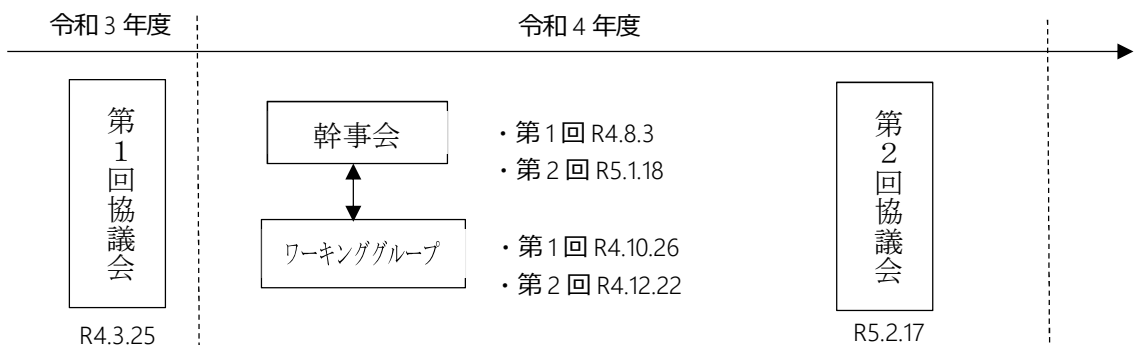 令和3年度
令和4年度
第1回協議会
R4.3.25
幹事会
・第1回 R4.8.3
・第2回 R5.1.18
ワーキンググループ
・第1回 R4.10.26
・第2回 R4.12.22
第2回協議会
R5.2.17